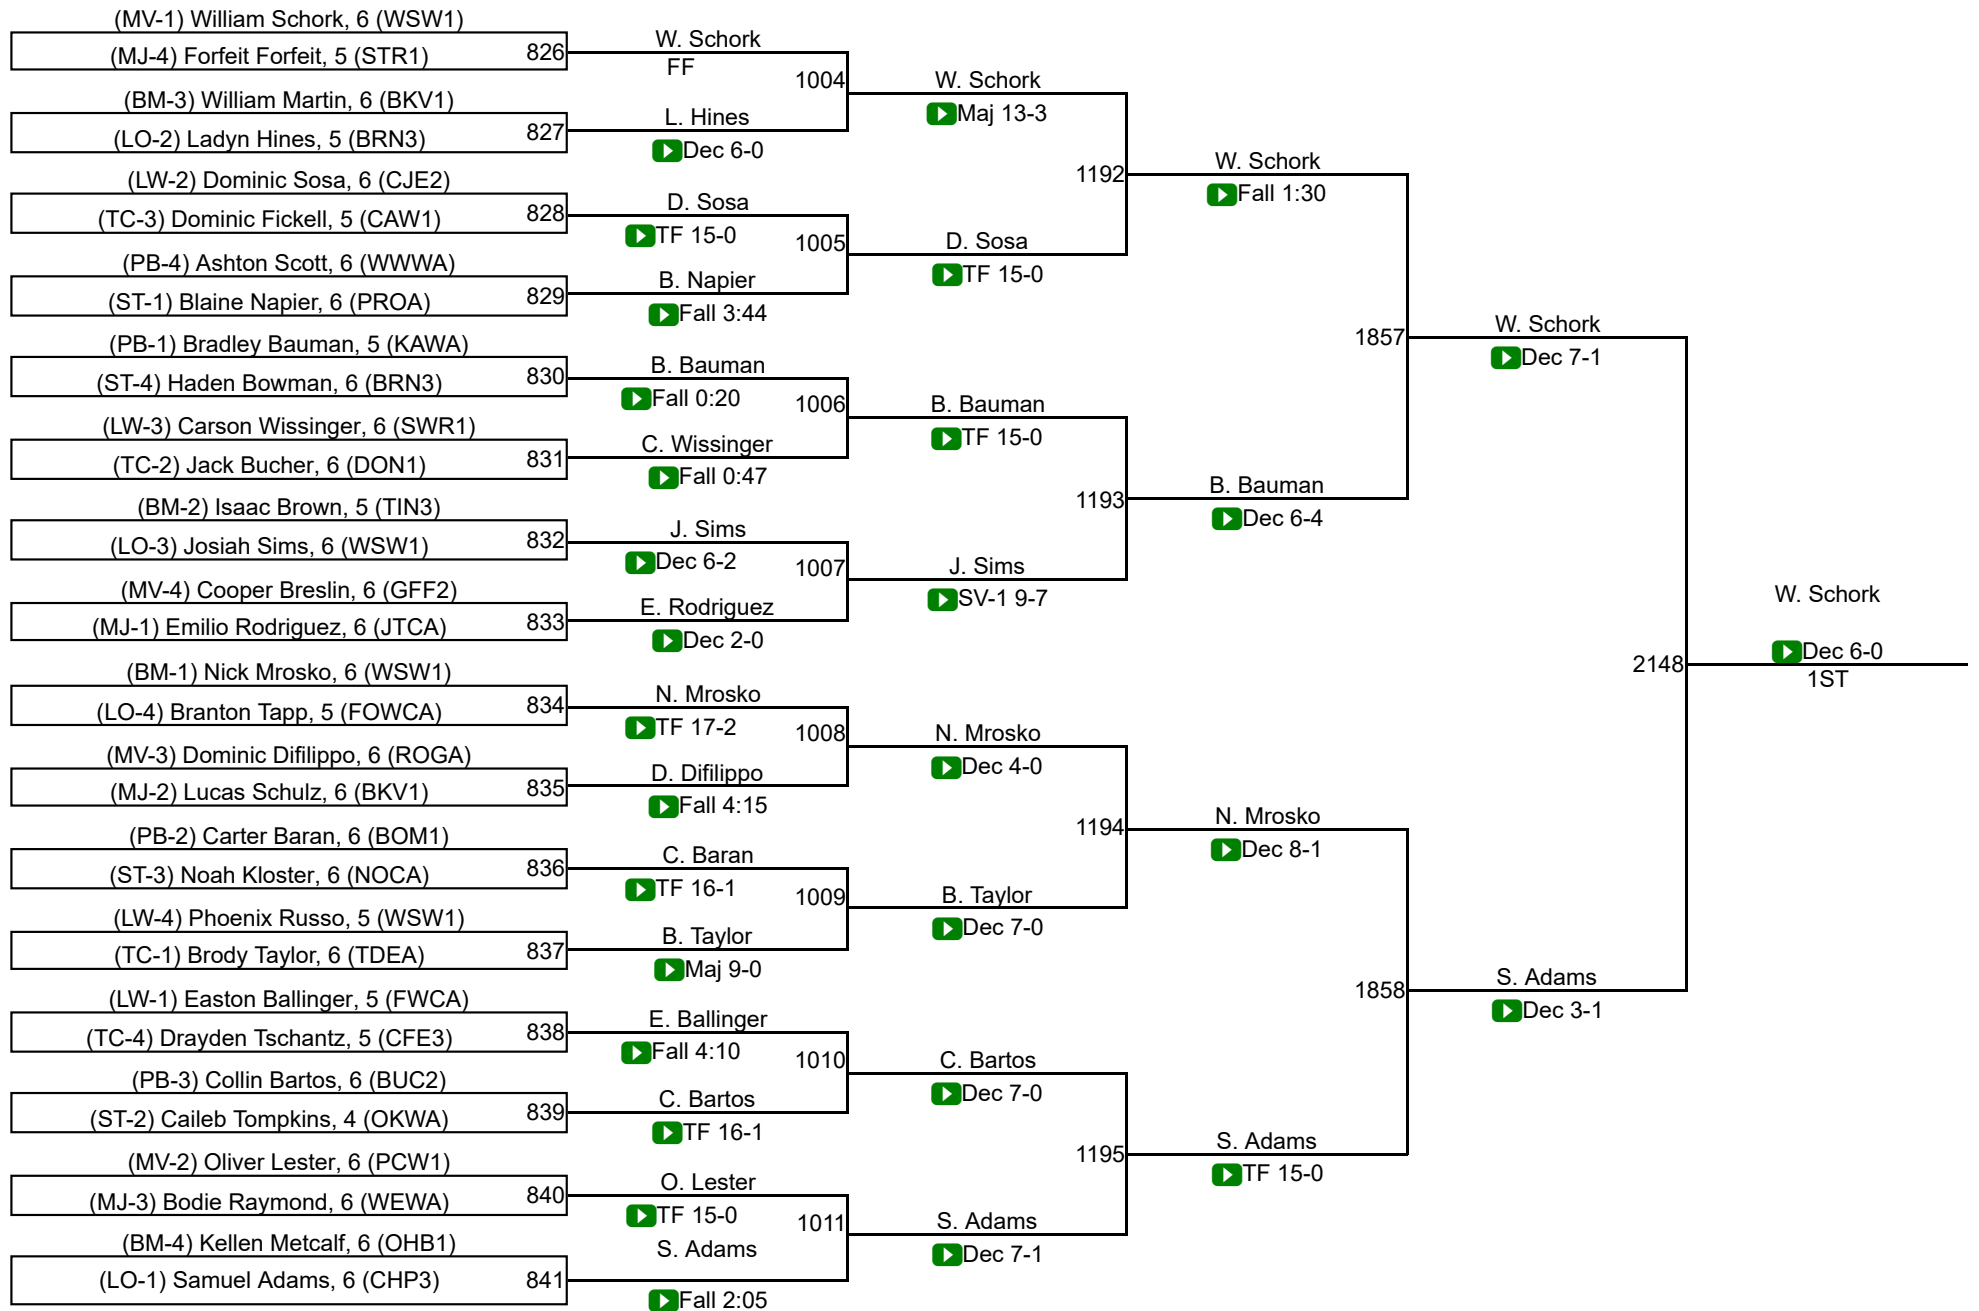 (MV-1) William Schork, 6 (WSW1)
(MJ-4) Forfeit Forfeit, 5 (STR1)
826
(BM-3) William Martin, 6 (BKV1)
(LO-2) Ladyn Hines, 5 (BRN3)
827
(LW-2) Dominic Sosa, 6 (CJE2)
(TC-3) Dominic Fickell, 5 (CAW1)
828
(PB-4) Ashton Scott, 6 (WWWA)
(ST-1) Blaine Napier, 6 (PROA)
829
(PB-1) Bradley Bauman, 5 (KAWA)
(ST-4) Haden Bowman, 6 (BRN3)
830
(LW-3) Carson Wissinger, 6 (SWR1)
(TC-2) Jack Bucher, 6 (DON1)
831
(BM-2) Isaac Brown, 5 (TIN3)
(LO-3) Josiah Sims, 6 (WSW1)
832
(MV-4) Cooper Breslin, 6 (GFF2)
(MJ-1) Emilio Rodriguez, 6 (JTCA)
833
(BM-1) Nick Mrosko, 6 (WSW1)
(LO-4) Branton Tapp, 5 (FOWCA)
834
(MV-3) Dominic Difilippo, 6 (ROGA)
(MJ-2) Lucas Schulz, 6 (BKV1)
835
(PB-2) Carter Baran, 6 (BOM1)
(ST-3) Noah Kloster, 6 (NOCA)
836
(LW-4) Phoenix Russo, 5 (WSW1)
(TC-1) Brody Taylor, 6 (TDEA)
837
(LW-1) Easton Ballinger, 5 (FWCA)
(TC-4) Drayden Tschantz, 5 (CFE3)
838
(PB-3) Collin Bartos, 6 (BUC2)
(ST-2) Caileb Tompkins, 4 (OKWA)
839
(MV-2) Oliver Lester, 6 (PCW1)
(MJ-3) Bodie Raymond, 6 (WEWA)
840
(BM-4) Kellen Metcalf, 6 (OHB1)
(LO-1) Samuel Adams, 6 (CHP3)
841
W. Schork
FF
1004
L. Hines
Dec 6-0
D. Sosa
TF 15-0
1005
B. Napier
Fall 3:44
B. Bauman
Fall 0:20
1006
C. Wissinger
Fall 0:47
J. Sims
Dec 6-2
1007
E. Rodriguez
Dec 2-0
N. Mrosko
TF 17-2
1008
D. Difilippo
Fall 4:15
C. Baran
TF 16-1
1009
B. Taylor
Maj 9-0
E. Ballinger
Fall 4:10
1010
C. Bartos
TF 16-1
O. Lester
TF 15-0
1011
S. Adams
Fall 2:05
W. Schork
Maj 13-3
1192
D. Sosa
TF 15-0
B. Bauman
TF 15-0
1193
J. Sims
SV-1 9-7
N. Mrosko
Dec 4-0
1194
B. Taylor
Dec 7-0
C. Bartos
Dec 7-0
1195
S. Adams
Dec 7-1
W. Schork
Fall 1:30
1857
B. Bauman
Dec 6-4
N. Mrosko
Dec 8-1
1858
S. Adams
TF 15-0
W. Schork
Dec 7-1
2148
S. Adams
Dec 3-1
W. Schork
Dec 6-0
1ST